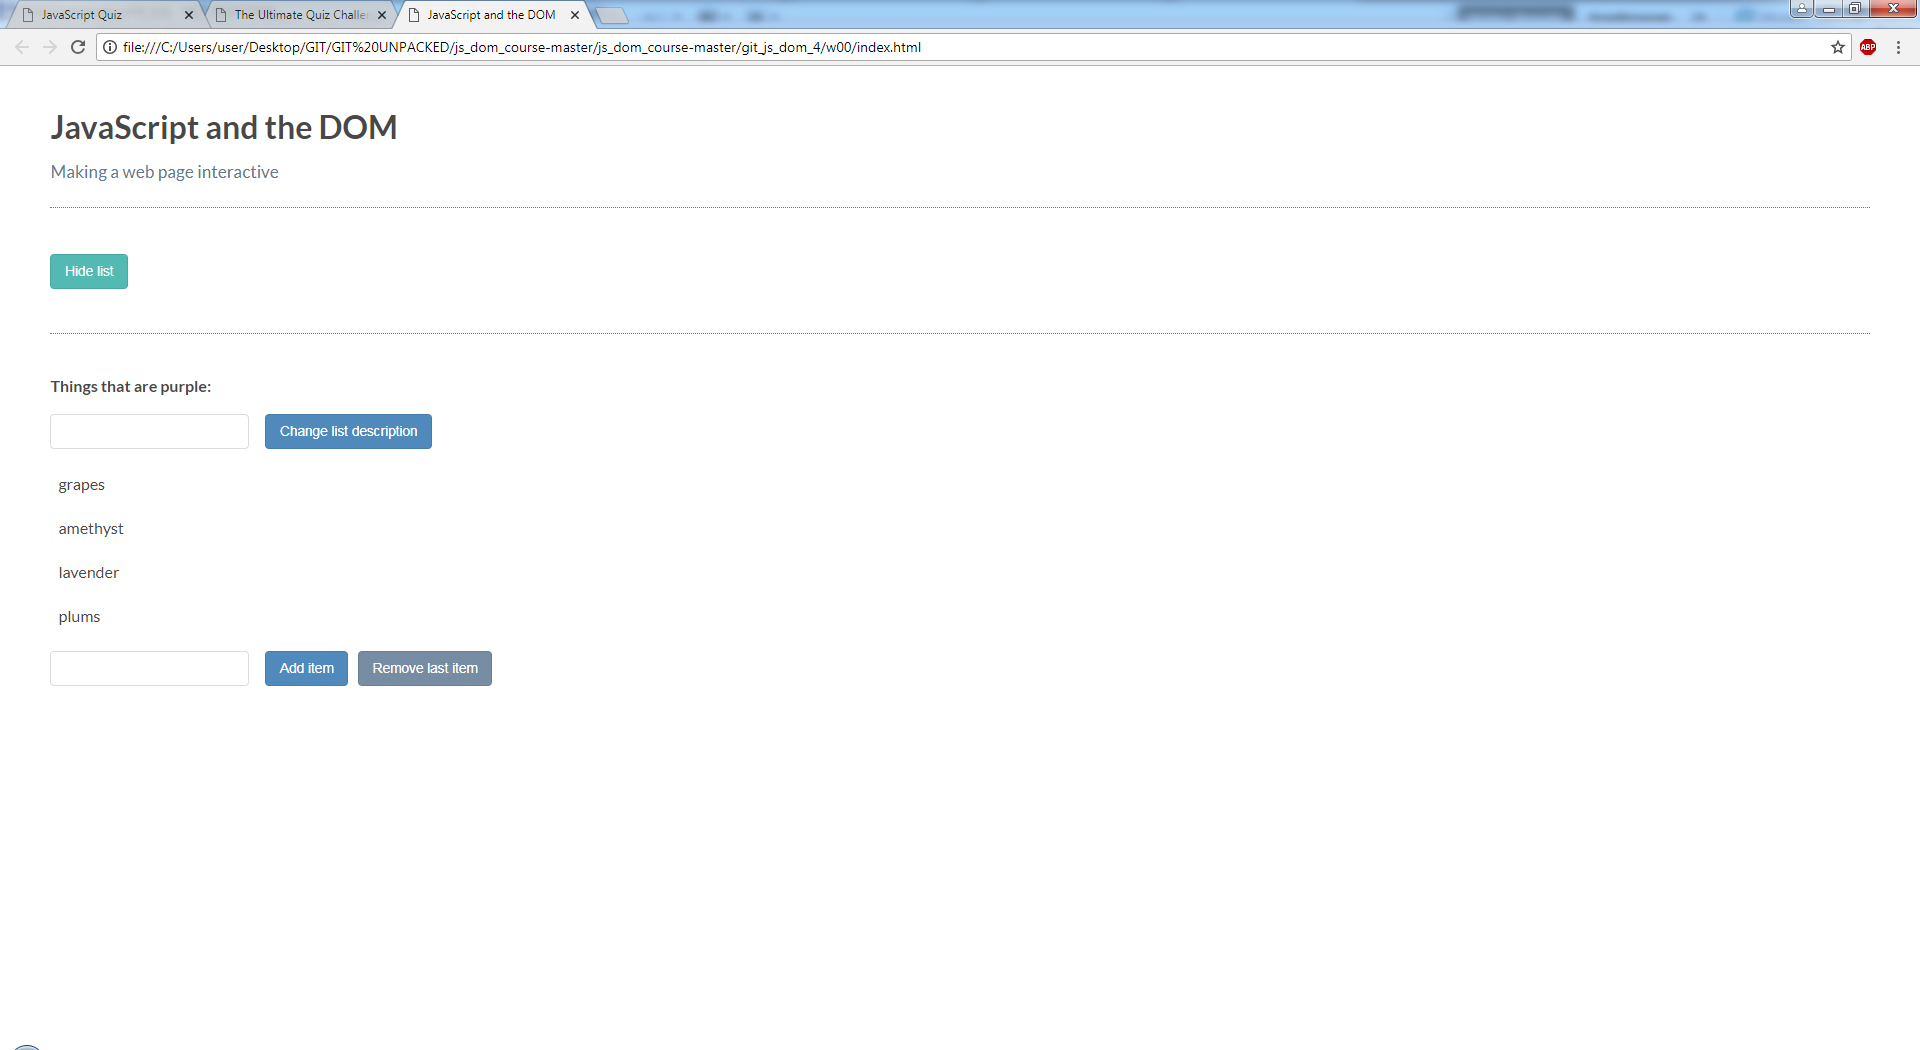 JavaScript Quiz
The Ultimate Quiz Challe
JavaScript and the DOM
file:///C:/Users/user/Desktop/GIT/GIT%20UNPACKED/js_dom_course-master/js_dom_course-master/git_js_dom_4/w00/index.html
ABP
JavaScript and the DOM
Making a web page interactive
Hide list
Things that are purple:
Change list description
grapes
amethyst
lavender
plums
Add item Remove last item